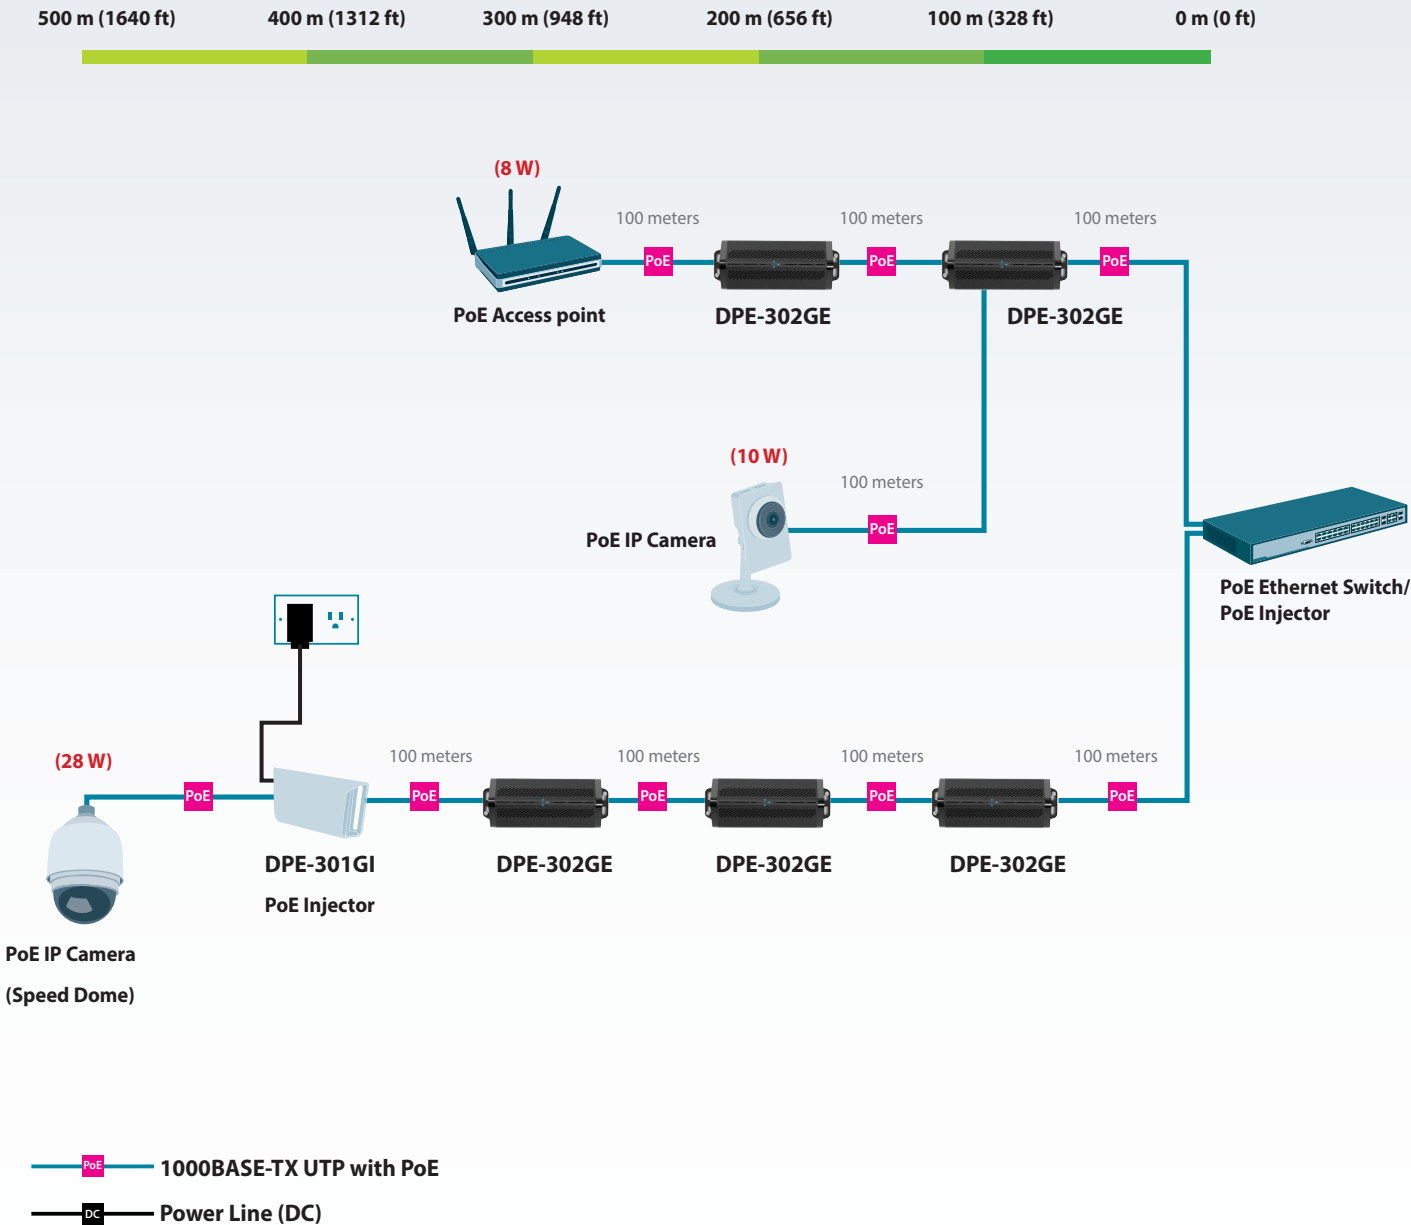 500 m (1640 ft) 400 m (1312 ft) 300 m (948 ft) 200 m (656 ft) 100 m (328 ft) 0 m (0 ft)
(8 W)
100 meters 100 meters 100 meters
PoE PoE PoE
PoE Access point DPE-302GE DPE-302GE
(10 W)
100 meters
PoE
PoE IP Camera
PoE Ethernet Switch/
PoE Injector
(28 W)
100 meters 100 meters 100 meters 100 meters
PoE PoE PoE PoE PoE
DPE-301GI DPE-302GE DPE-302GE DPE-302GE
PoE Injector
PoE IP Camera
(Speed Dome)
PoE 1000BASE-TX UTP with PoE
DC Power Line (DC)